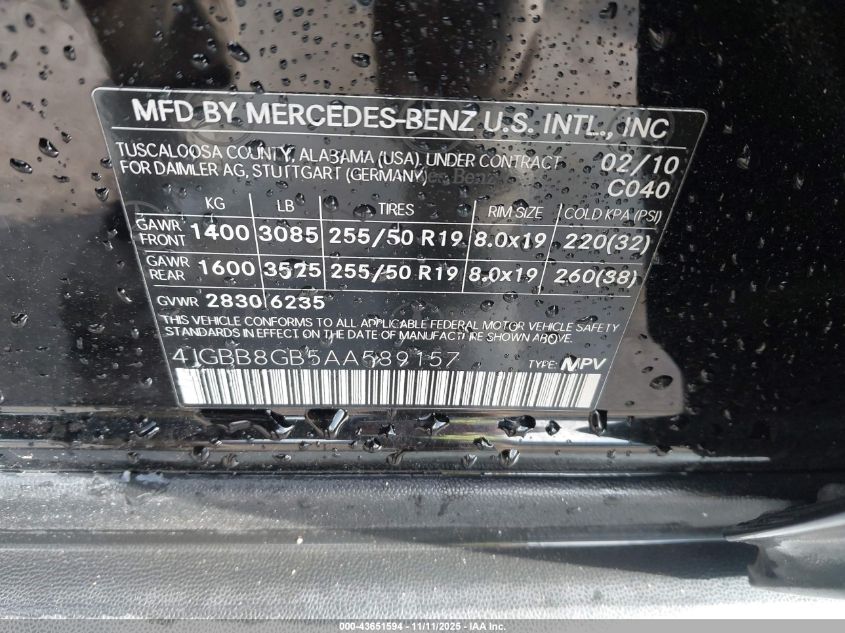 MFD BY MERCEDES-BENZ U.S. INTL., INC
TUSCALOOSA COUNTY, ALABAMA (USA). UNDER CONTRACT 02/10
FOR DAIMLER AG, STUTTGART (GERMANY) C040
KG LB TIRES RIM SIZE COLD KPA (PSI)
GAWR FRONT 1400 3085 255/50 R19 8.0x19 220(32)
GAWR REAR 1600 3525 255/50 R19 8.0x19 260(38)
GVWR 2830 6235
THIS VEHICLE CONFORMS TO ALL APPLICABLE FEDERAL MOTOR VEHICLE SAFETY
STANDARDS IN EFFECT ON THE DATE OF MANUFACTURE SHOWN ABOVE.
4JGBB8GB5AA589157 TYPE: MPV
000-43651594 - 11/11/2025 - IAA Inc.